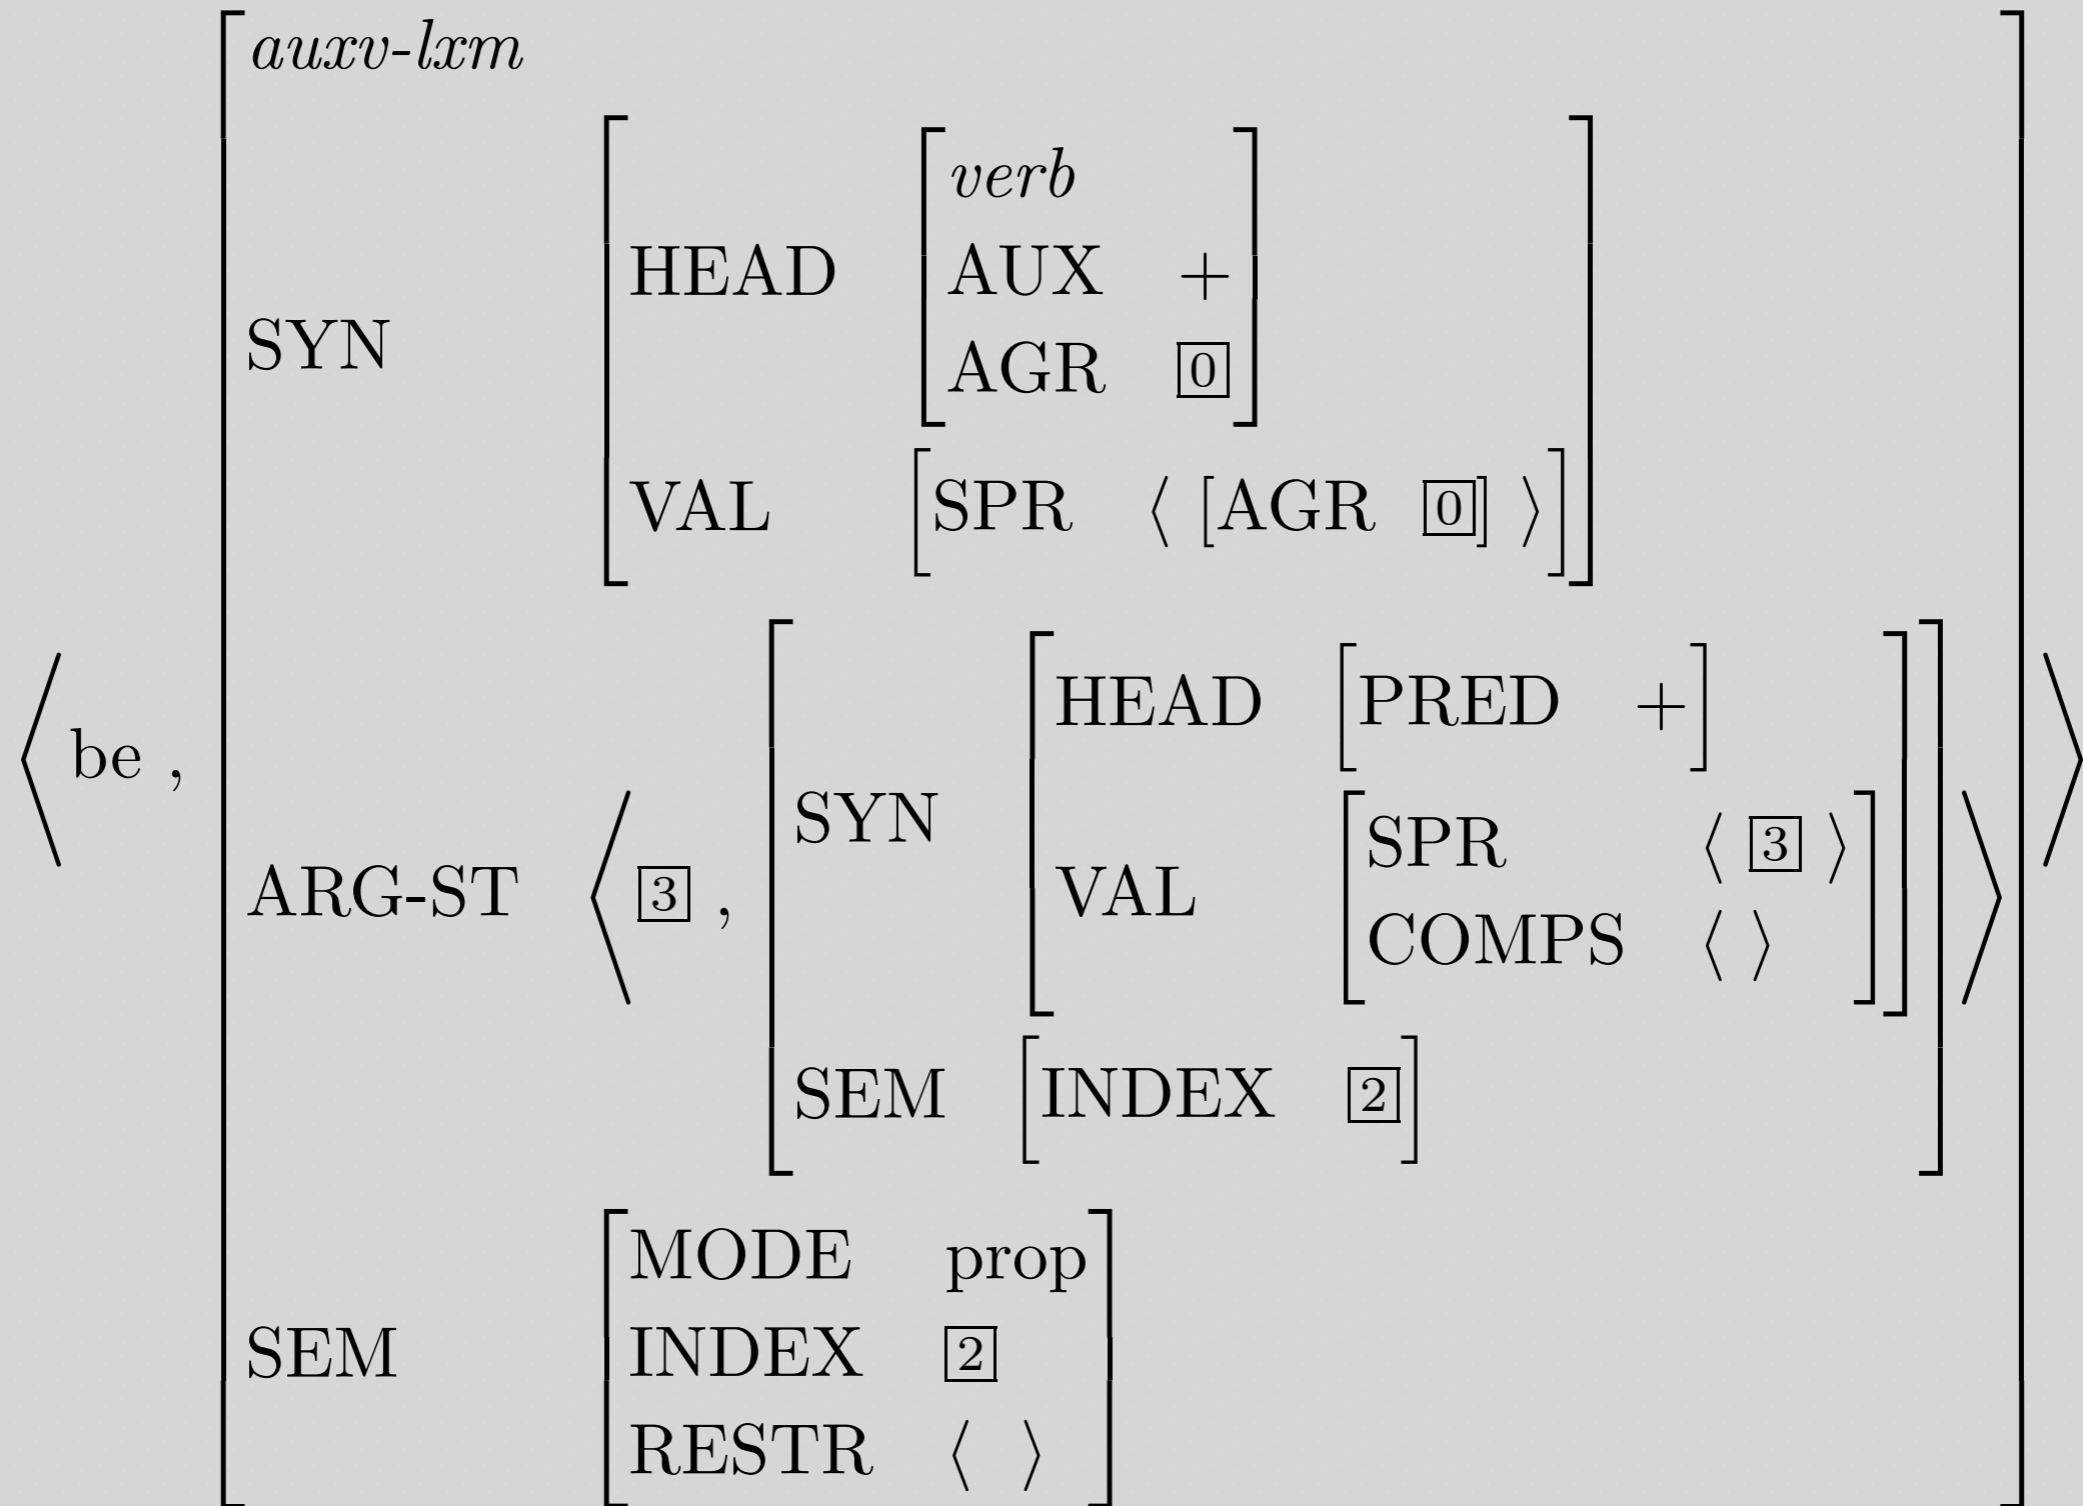 auxv-lxm
verb
HEAD AUX +
SYN AGR 0
VAL SPR ⟨ [AGR 0] ⟩
HEAD PRED +
⟨ be ,
SYN SPR ⟨ 3 ⟩
ARG-ST ⟨ 3 , VAL
COMPS ⟨ ⟩
SEM INDEX 2
MODE prop
SEM INDEX 2
RESTR ⟨ ⟩